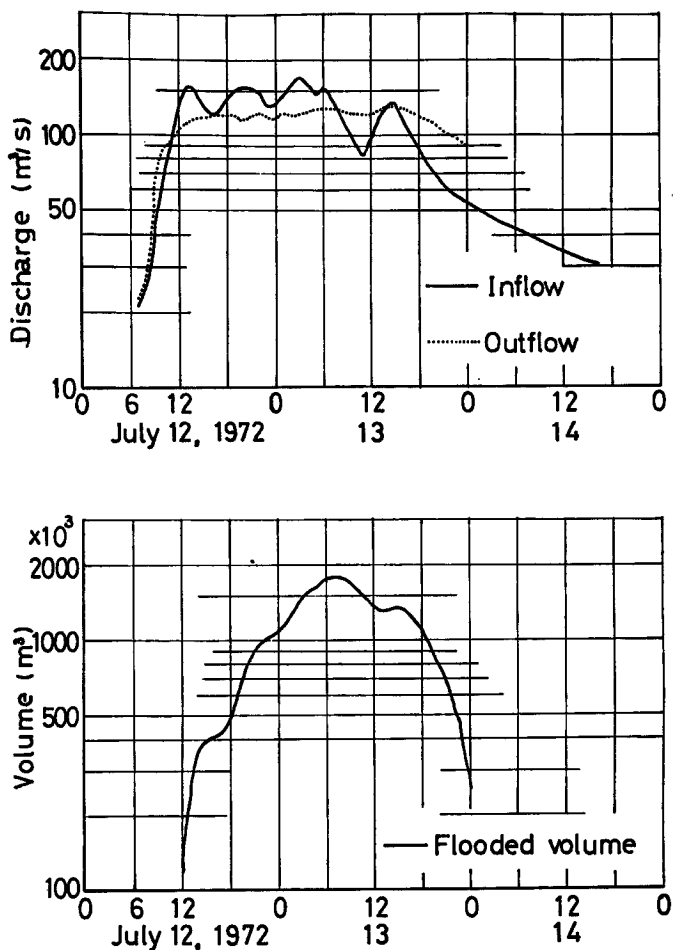 200
100
50
10
Discharge (m³/s)
Inflow
Outflow
0 6 12 0 12 0 12 0
July 12, 1972 13 14
×10³
2000
1000
500
100
Volume (m³)
Flooded volume
0 6 12 0 12 0 12 0
July 12, 1972 13 14